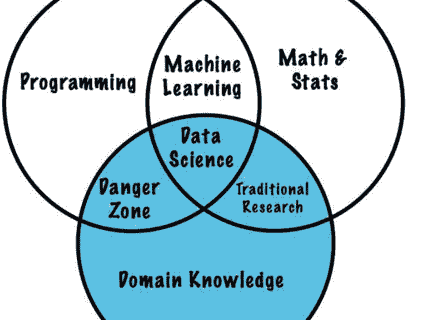 Programming
Machine
Learning
Math &
Stats
Data
Science
Danger
Zone
Traditional
Research
Domain Knowledge